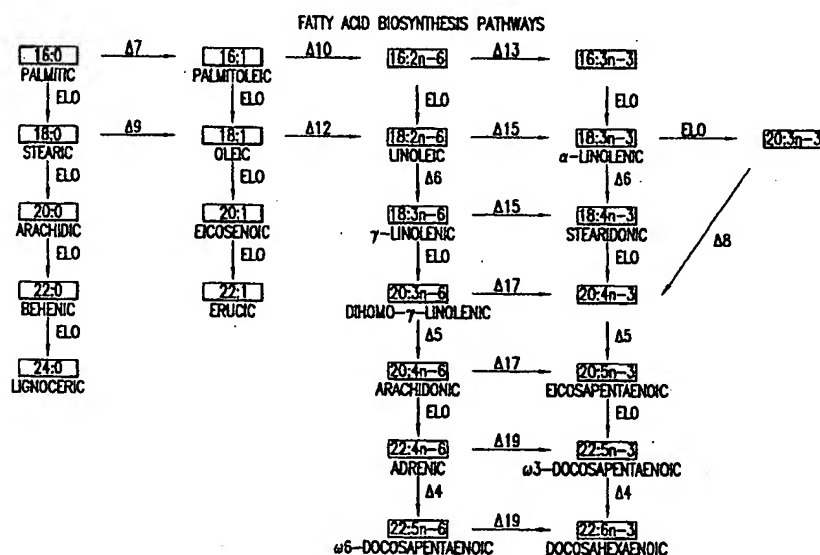 FATTY ACID BIOSYNTHESIS PATHWAYS
16:0 Δ7 16:1 Δ10 16:2n-6 Δ13 16:3n-3
PALMITIC PALMITOLEIC
ELO ELO ELO ELO
18:0 Δ9 18:1 Δ12 18:2n-6 Δ15 18:3n-3 ELO 20:3n-3
STEARIC OLEIC LINOLEIC α-LINOLENIC
ELO ELO Δ6 Δ6
20:0 20:1 18:3n-6 Δ15 18:4n-3
ARACHIDIC EICOSENOIC γ-LINOLENIC STEARIDONIC
ELO ELO ELO ELO Δ8
22:0 22:1 20:3n-6 Δ17 20:4n-3
BEHENIC ERUCIC DIHOMO-γ-LINOLENIC
ELO Δ5 Δ5
24:0 20:4n-6 Δ17 20:5n-3
LIGNOCERIC ARACHIDONIC EICOSAPENTAENOIC
ELO ELO
22:4n-6 Δ19 22:5n-3
ADRENIC ω3-DOCOSAPENTAENOIC
Δ4 Δ4
22:5n-6 Δ19 22:6n-3
ω6-DOCOSAPENTAENOIC DOCOSAHEXAENOIC